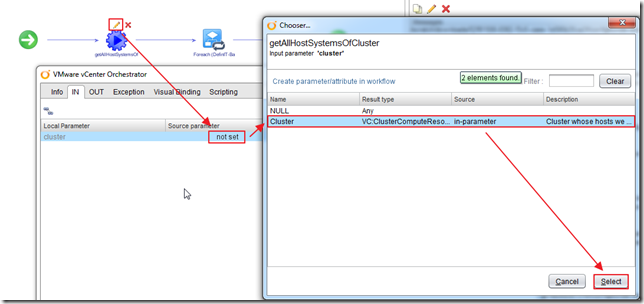 getAllHostSystemsOf
Foreach (Definit::Ba
VMware vCenter Orchestrator
Info IN OUT Exception Visual Binding Scripting
Local Parameter Source parameter
cluster not set
Chooser...
getAllHostSystemsOfCluster
Input parameter "cluster"
Create parameter/attribute in workflow 2 elements found. Filter : Clear
Name Result type Source Description
NULL Any
Cluster VC:ClusterComputeReso... in-parameter Cluster whose hosts we ...
Cancel Select